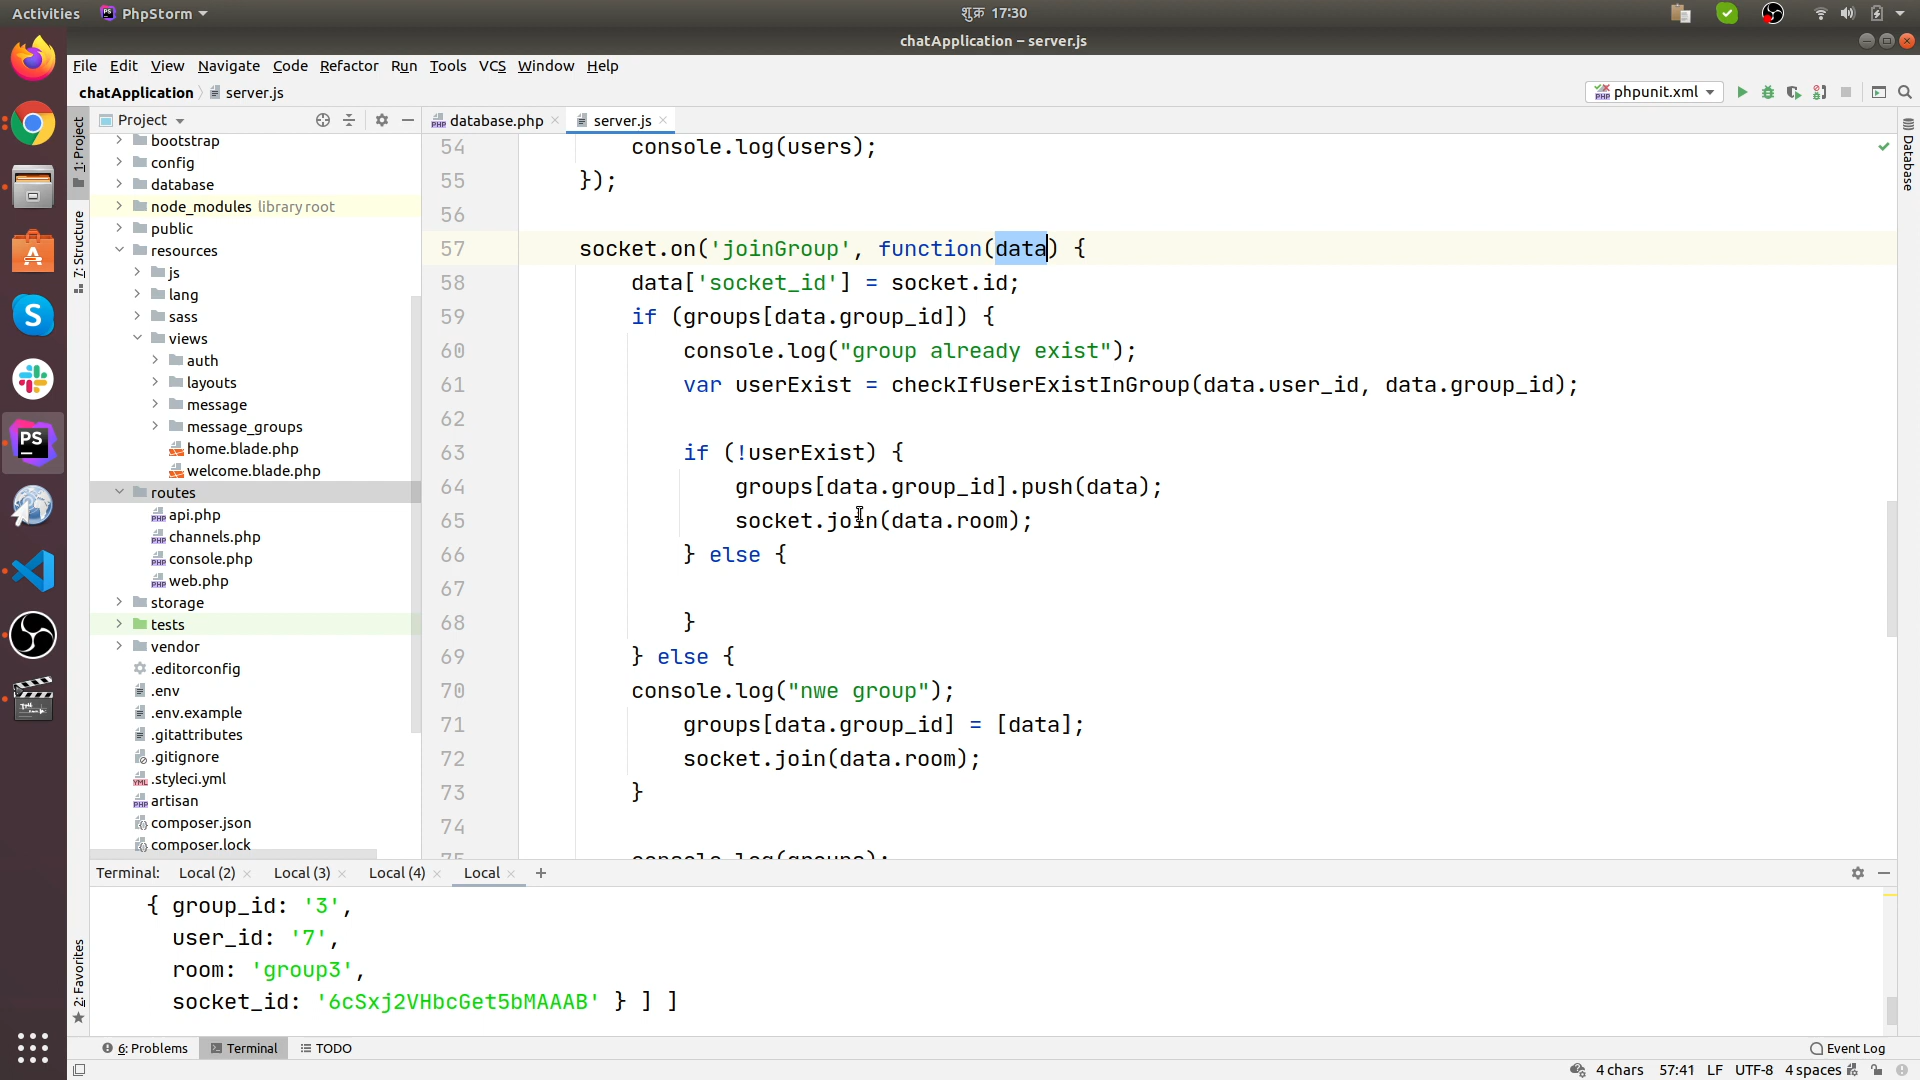 Activities PhpStorm शुक्र 17:30
chatApplication – server.js
File Edit View Navigate Code Refactor Run Tools VCS Window Help
chatApplication server.js phpunit.xml
Project
database.php server.js
1: Project
7: Structure
2: Favorites
Database
bootstrap
config
database
node_modules library root
public
resources
js
lang
sass
views
auth
layouts
message
message_groups
home.blade.php
welcome.blade.php
routes
api.php
channels.php
console.php
web.php
storage
tests
vendor
.editorconfig
.env
.env.example
.gitattributes
.gitignore
.styleci.yml
artisan
composer.json
composer.lock
54 console.log(users);
55 });
56
57 socket.on('joinGroup', function(data) {
58 data['socket_id'] = socket.id;
59 if (groups[data.group_id]) {
60 console.log("group already exist");
61 var userExist = checkIfUserExistInGroup(data.user_id, data.group_id);
62
63 if (!userExist) {
64 groups[data.group_id].push(data);
65 socket.join(data.room);
66 } else {
67
68 }
69 } else {
70 console.log("nwe group");
71 groups[data.group_id] = [data];
72 socket.join(data.room);
73 }
74
75 console.log(groups);
Terminal: Local (2) Local (3) Local (4) Local
{ group_id: '3',
user_id: '7',
room: 'group3',
socket_id: '6cSxj2VHbcGet5bMAAAB' } ] ]
6: Problems Terminal TODO Event Log
4 chars 57:41 LF UTF-8 4 spaces